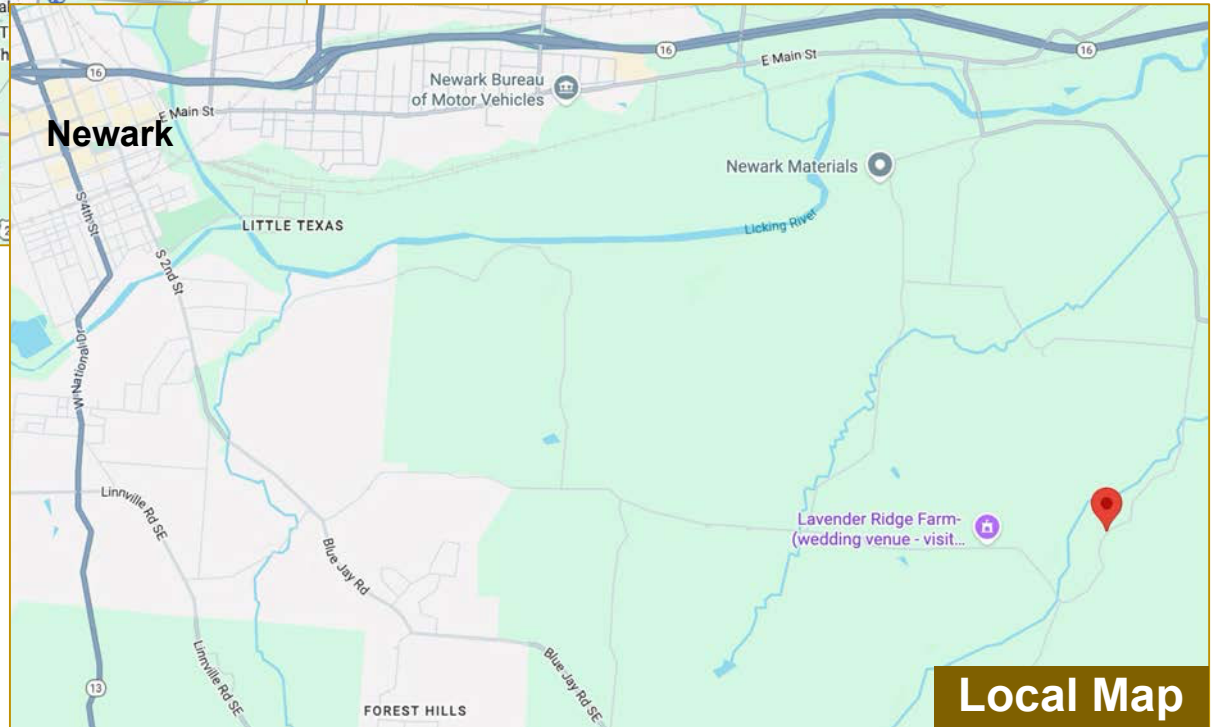 al
T
h
16
Newark Bureau
of Motor Vehicles
16
E Main St
16
E Main St
Newark
Newark Materials
S 4th St
LITTLE TEXAS
Licking River
2
S 2nd St
W National Dr
Linnville Rd SE
Lavender Ridge Farm-
(wedding venue - visit...
Blue Jay Rd
Linnville Rd SE
Blue Jay Rd
13
FOREST HILLS
Local Map